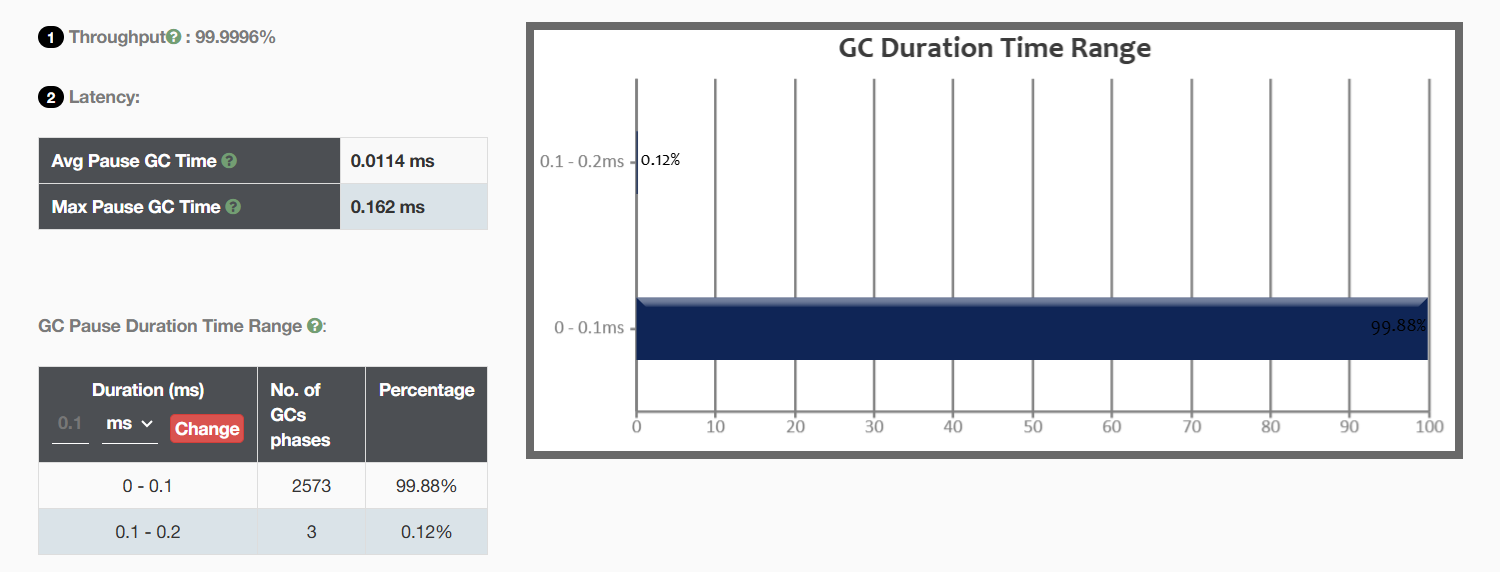 1 Throughput? : 99.9996%
2 Latency:
Avg Pause GC Time ? 0.0114 ms
Max Pause GC Time ? 0.162 ms
GC Pause Duration Time Range ?:
Duration (ms) No. of GCs phases Percentage
0.1 ms Change
0 - 0.1 2573 99.88%
0.1 - 0.2 3 0.12%
GC Duration Time Range
0.1 - 0.2ms 0.12%
0 - 0.1ms 99.88%
0 10 20 30 40 50 60 70 80 90 100